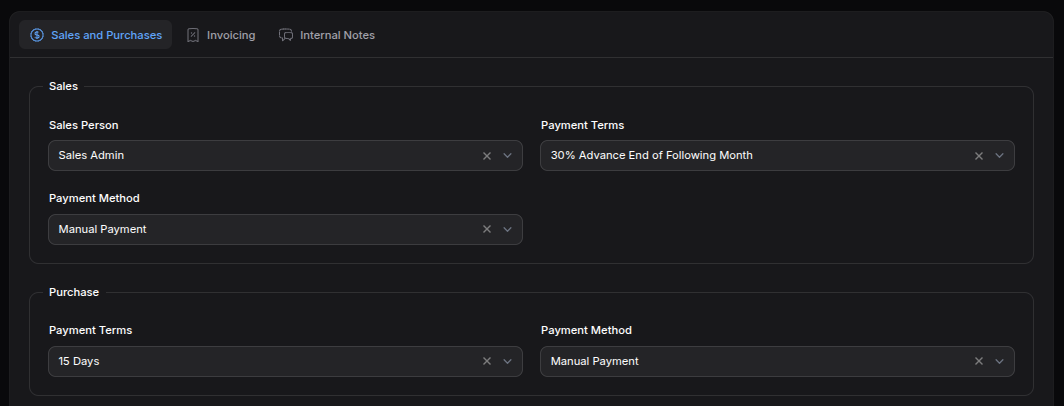 Sales and Purchases Invoicing Internal Notes
Sales
Sales Person Payment Terms
Sales Admin 30% Advance End of Following Month
Payment Method
Manual Payment
Purchase
Payment Terms Payment Method
15 Days Manual Payment